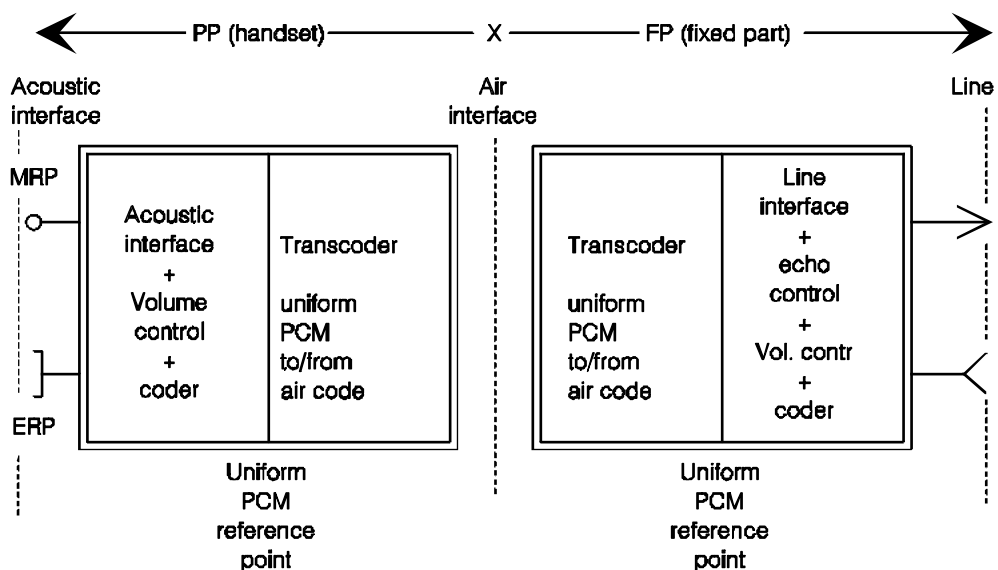 PP (handset) X FP (fixed part)
Acoustic
interface
Air
interface
Line
MRP
ERP
Acoustic
interface
+
Volume
control
+
coder
Transcoder
uniform
PCM
to/from
air code
Transcoder
uniform
PCM
to/from
air code
Line
interface
+
echo
control
+
Vol. contr
+
coder
Uniform
PCM
reference
point
Uniform
PCM
reference
point